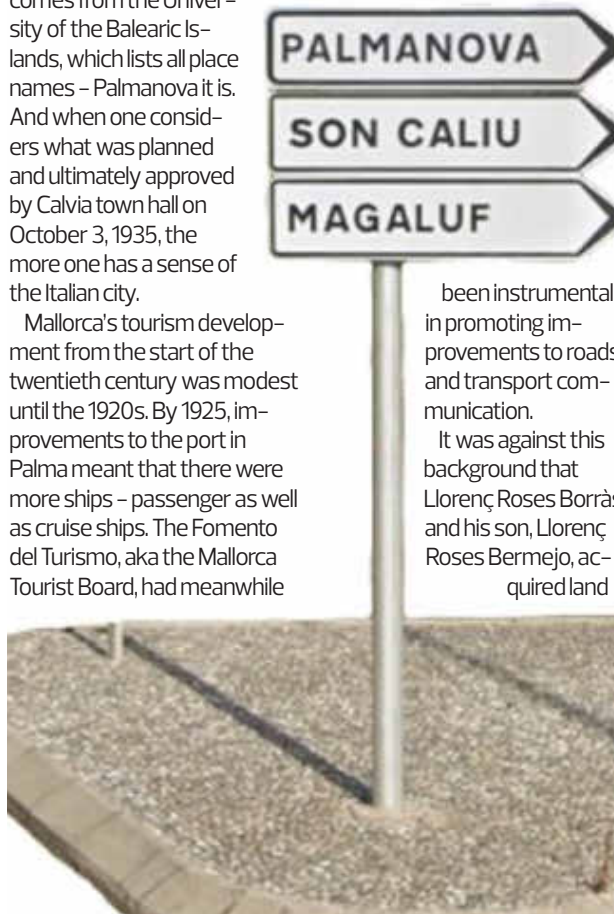 comes from the Univer-
sity of the Balearic Is-
lands, which lists all place
names – Palmanova it is.
And when one consid-
ers what was planned
and ultimately approved
by Calvia town hall on
October 3, 1935, the
more one has a sense of
the Italian city.
Mallorca's tourism develop-
ment from the start of the
twentieth century was modest
until the 1920s. By 1925, im-
provements to the port in
Palma meant that there were
more ships – passenger as well
as cruise ships. The Fomento
del Turismo, aka the Mallorca
Tourist Board, had meanwhile
been instrumental
in promoting im-
provements to roads
and transport com-
munication.
It was against this
background that
Llorenç Roses Borràs
and his son, Llorenç
Roses Bermejo, ac-
quired land
PALMANOVA
SON CALIU
MAGALUF